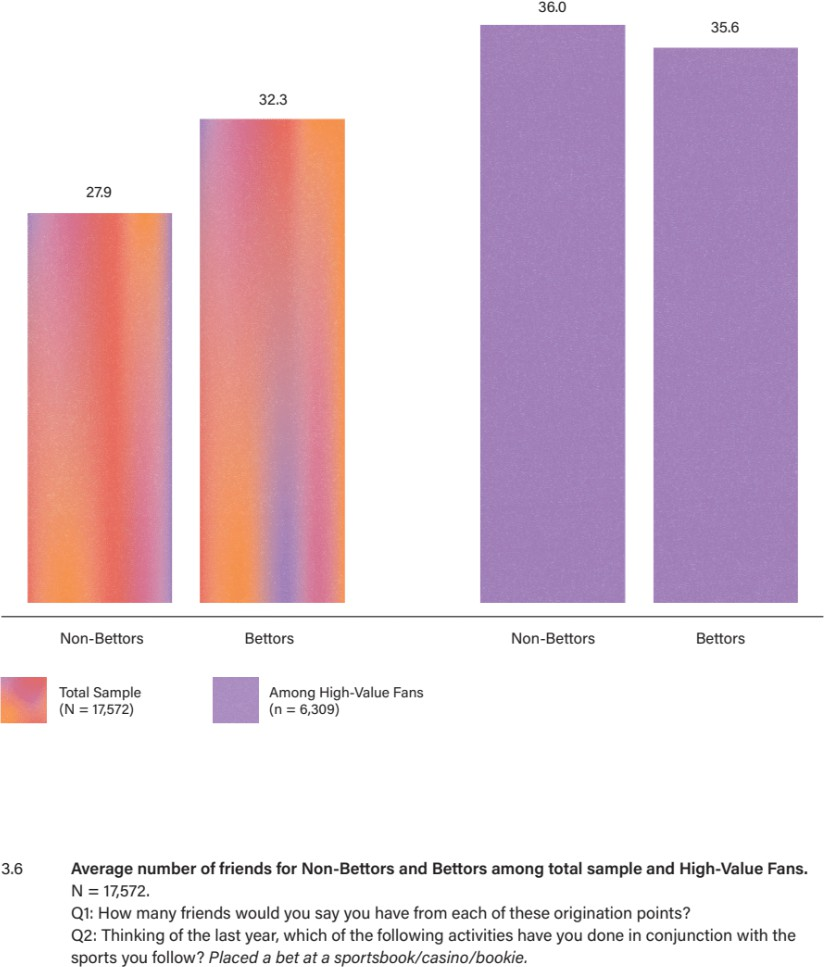 36.0
35.6
32.3
27.9
Non-Bettors
Bettors
Non-Bettors
Bettors
Total Sample
(N = 17,572)
Among High-Value Fans
(n = 6,309)
3.6
Average number of friends for Non-Bettors and Bettors among total sample and High-Value Fans.
N = 17,572.
Q1: How many friends would you say you have from each of these origination points?
Q2: Thinking of the last year, which of the following activities have you done in conjunction with the
sports you follow? Placed a bet at a sportsbook/casino/bookie.